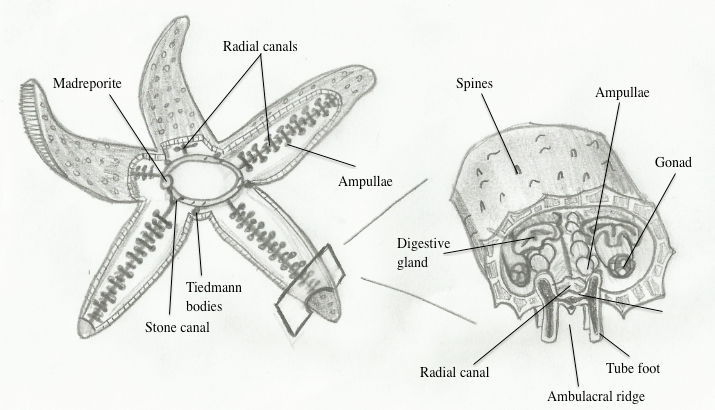 Radial canals
Madreporite
Ampullae
Tiedmann
bodies
Stone canal
Spines
Ampullae
Gonad
Digestive
gland
Radial canal
Tube foot
Ambulacral ridge